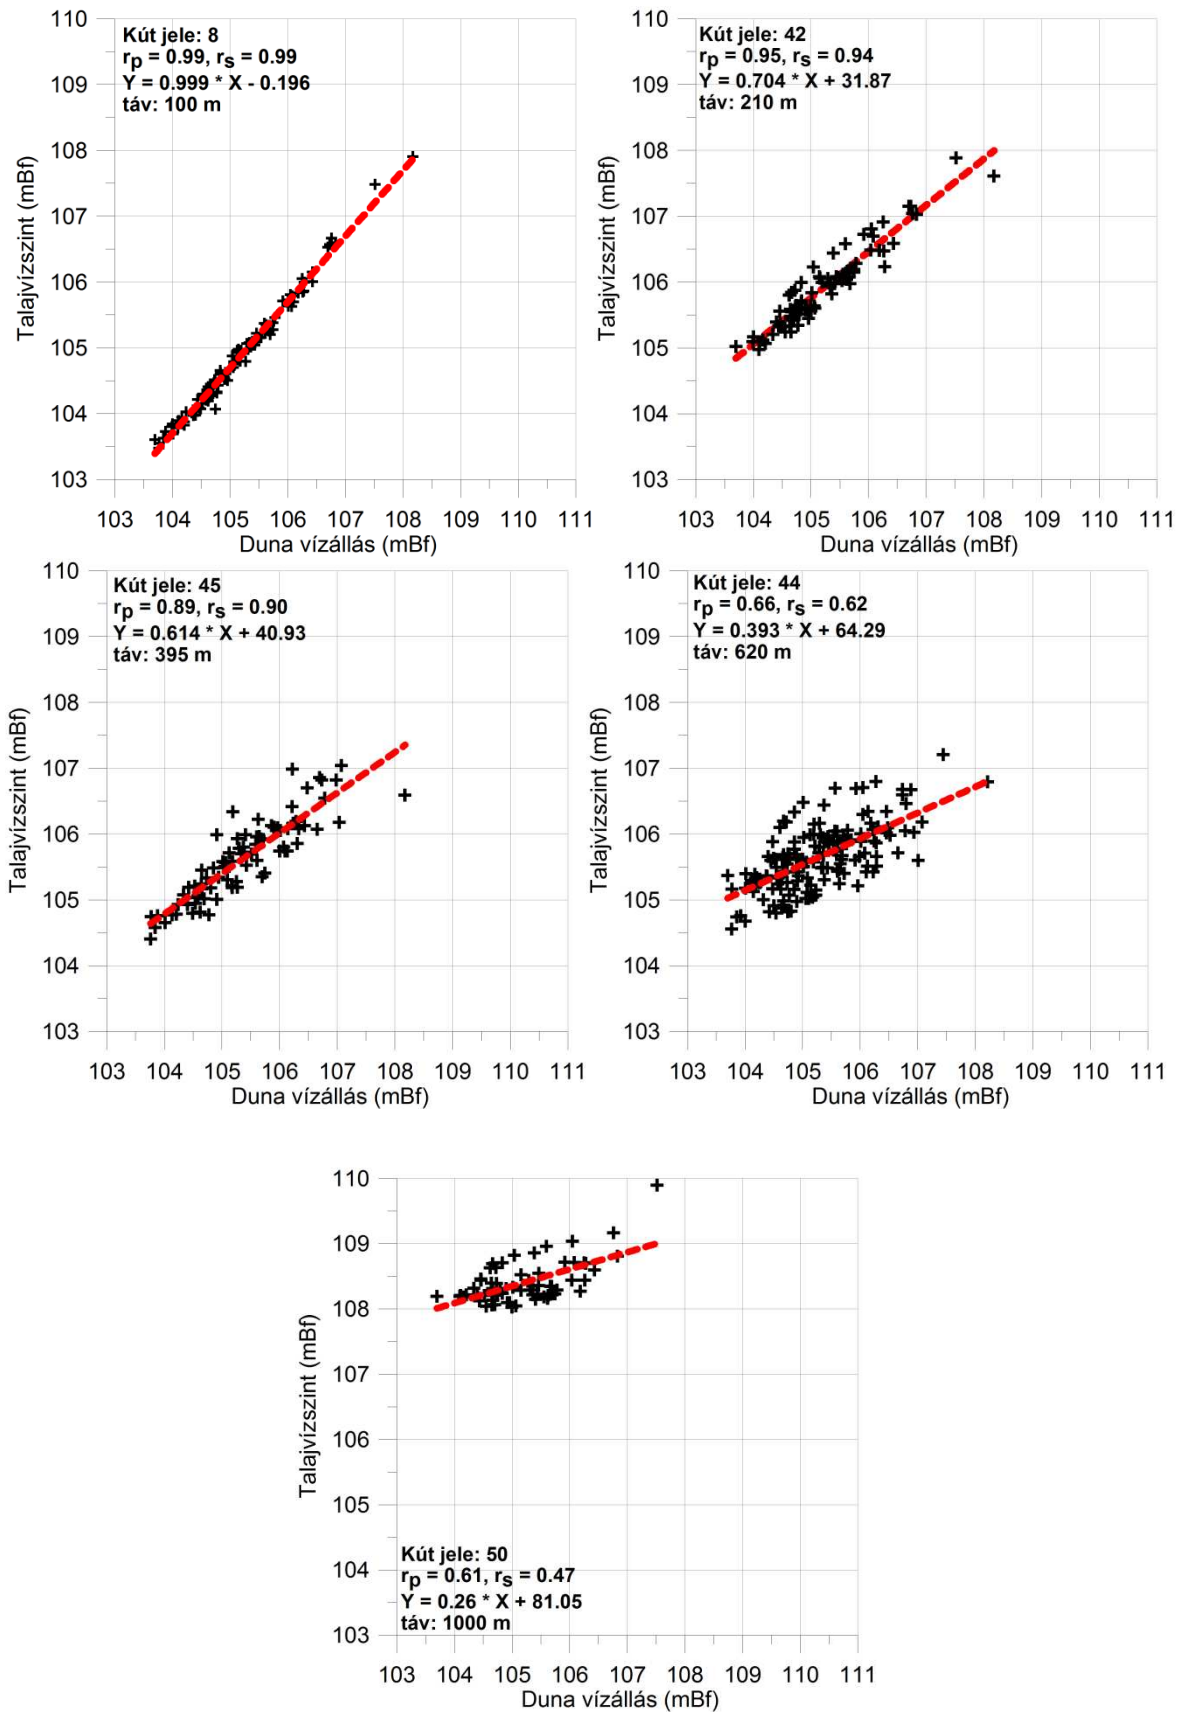 110
109
108
107
106
105
104
103
Talajvízszint (mBf)
Kút jele: 8
rp = 0.99, rs = 0.99
Y = 0.999 * X - 0.196
táv: 100 m
103 104 105 106 107 108 109 110 111
Duna vízállás (mBf)
110
109
108
107
106
105
104
103
Talajvízszint (mBf)
Kút jele: 42
rp = 0.95, rs = 0.94
Y = 0.704 * X + 31.87
táv: 210 m
103 104 105 106 107 108 109 110 111
Duna vízállás (mBf)
110
109
108
107
106
105
104
103
Talajvízszint (mBf)
Kút jele: 45
rp = 0.89, rs = 0.90
Y = 0.614 * X + 40.93
táv: 395 m
103 104 105 106 107 108 109 110 111
Duna vízállás (mBf)
110
109
108
107
106
105
104
103
Talajvízszint (mBf)
Kút jele: 44
rp = 0.66, rs = 0.62
Y = 0.393 * X + 64.29
táv: 620 m
103 104 105 106 107 108 109 110 111
Duna vízállás (mBf)
110
109
108
107
106
105
104
103
Talajvízszint (mBf)
Kút jele: 50
rp = 0.61, rs = 0.47
Y = 0.26 * X + 81.05
táv: 1000 m
103 104 105 106 107 108 109 110 111
Duna vízállás (mBf)